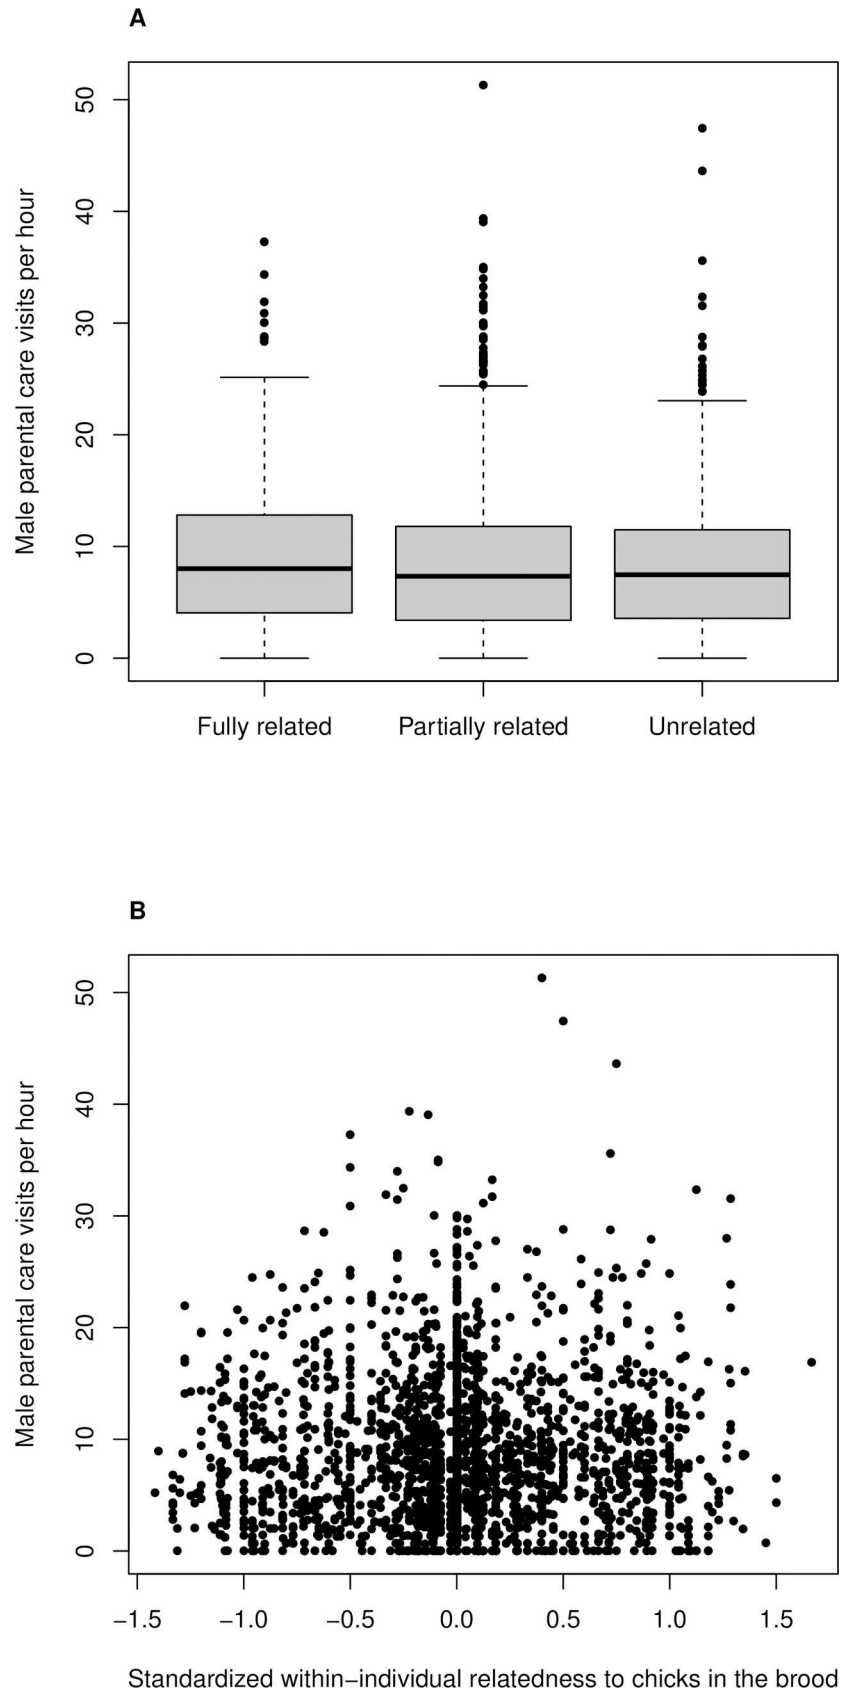 A
Male parental care visits per hour
50
40
30
20
10
0
Fully related Partially related Unrelated
B
Male parental care visits per hour
50
40
30
20
10
0
−1.5 −1.0 −0.5 0.0 0.5 1.0 1.5
Standardized within−individual relatedness to chicks in the brood